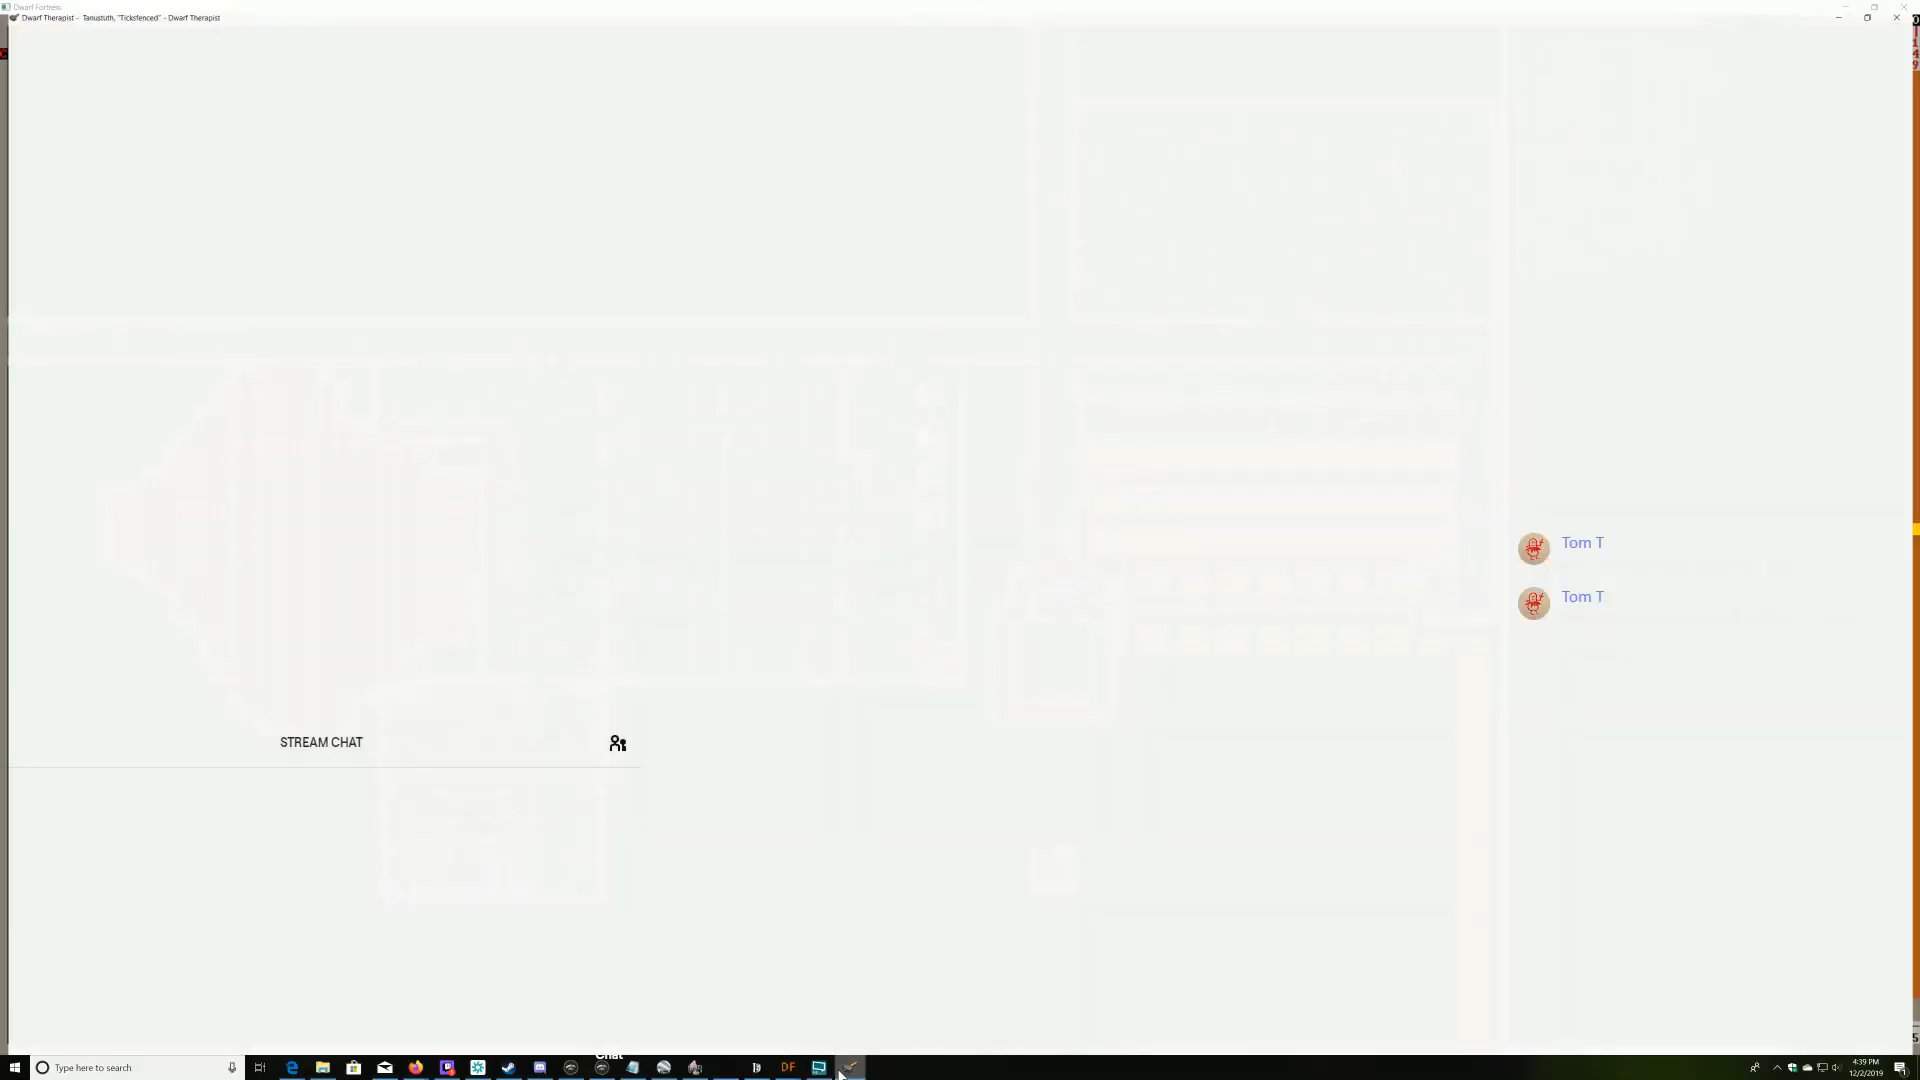 Dwarf Fortress
Dwarf Therapist - Tanustuth, "Ticksfenced" - Dwarf Therapist
Tom T
Tom T
STREAM CHAT
Chat
Type here to search
DF
4:39 PM
12/2/2019